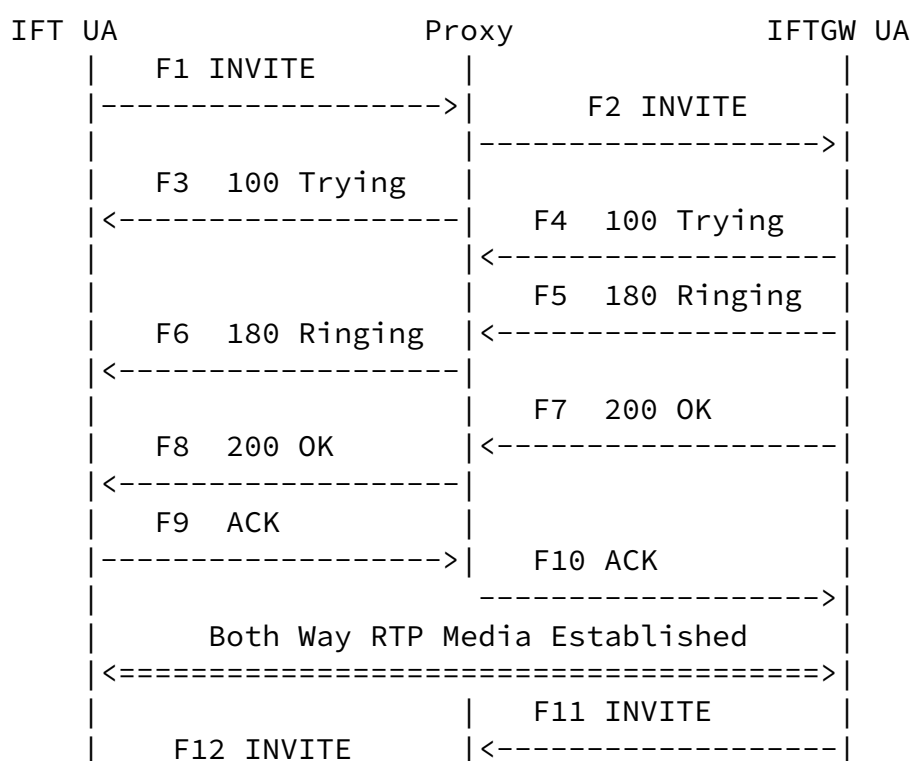 IFT UA Proxy IFTGW UA
F1 INVITE
F2 INVITE
F3 100 Trying
F4 100 Trying
F5 180 Ringing
F6 180 Ringing
F7 200 OK
F8 200 OK
F9 ACK
F10 ACK
Both Way RTP Media Established
F11 INVITE
F12 INVITE